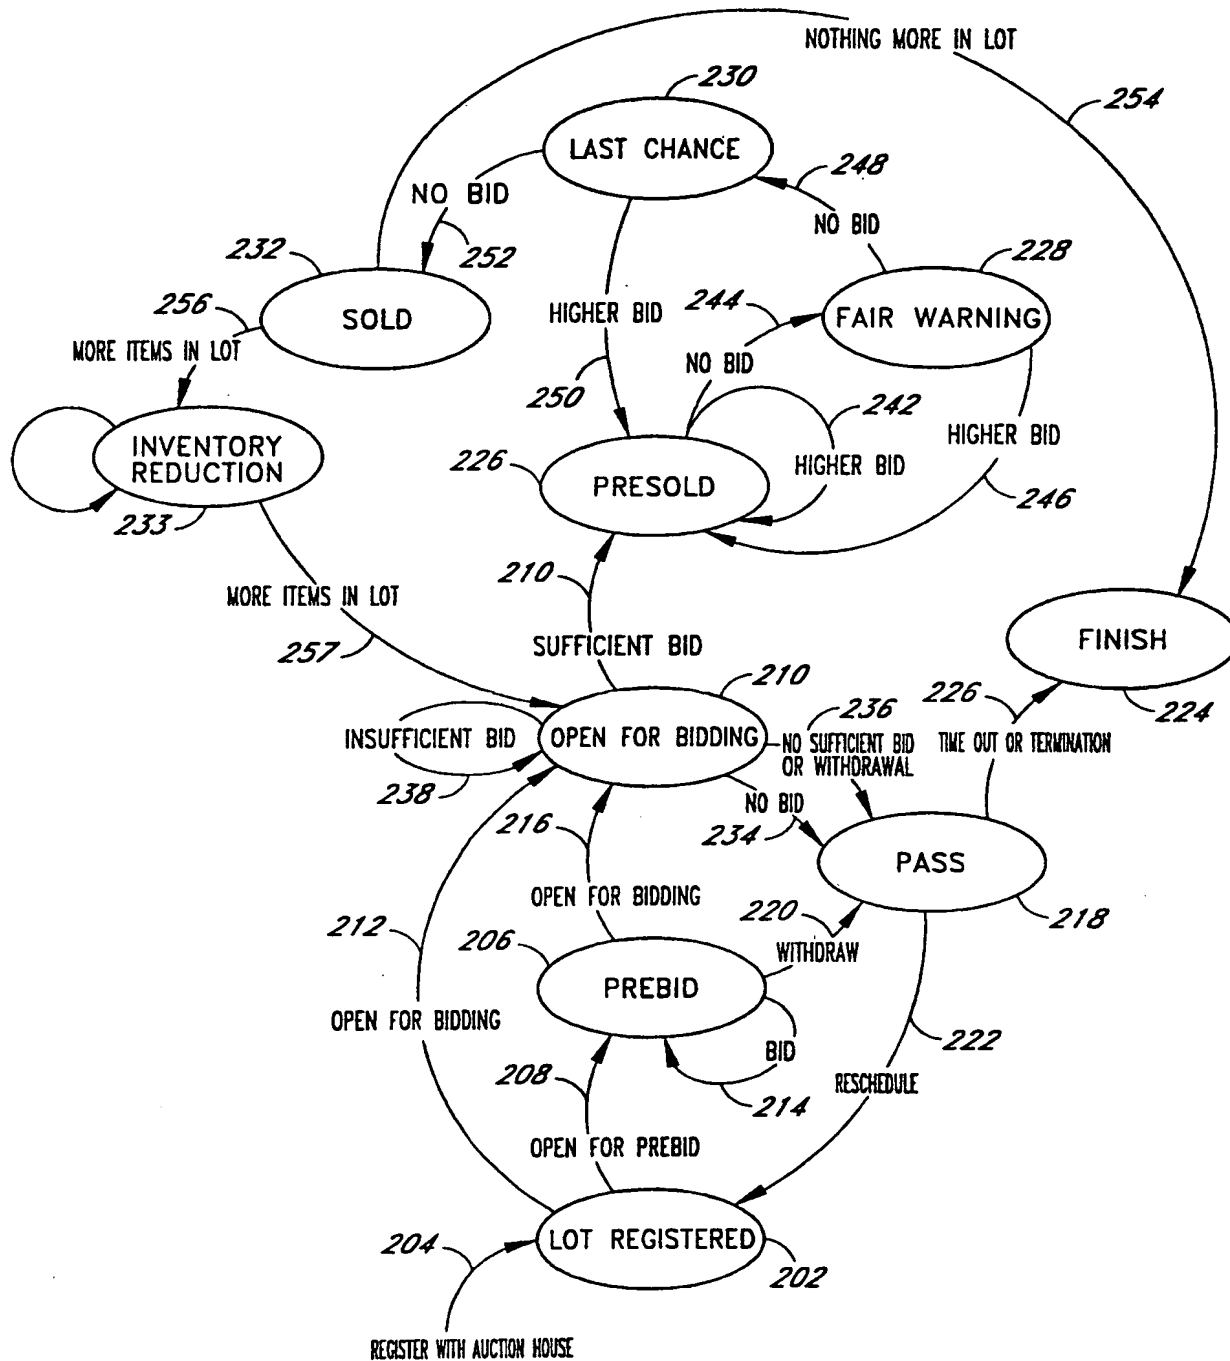 NOTHING MORE IN LOT
230
254
LAST CHANCE
248
NO BID
NO BID
252
232
228
256
SOLD
HIGHER BID
244
FAIR WARNING
MORE ITEMS IN LOT
NO BID
250
242
INVENTORY
REDUCTION
226
PRESOLD
HIGHER BID
HIGHER BID
246
233
210
MORE ITEMS IN LOT
257
SUFFICIENT BID
FINISH
210
226
224
236
INSUFFICIENT BID
OPEN FOR BIDDING
NO SUFFICIENT BID
OR WITHDRAWAL
TIME OUT OR TERMINATION
238
NO BID
234
216
PASS
OPEN FOR BIDDING
220
218
212
206
WITHDRAW
PREBID
OPEN FOR BIDDING
BID
222
208
RESCHEDULE
214
OPEN FOR PREBID
LOT REGISTERED
204
202
REGISTER WITH AUCTION HOUSE